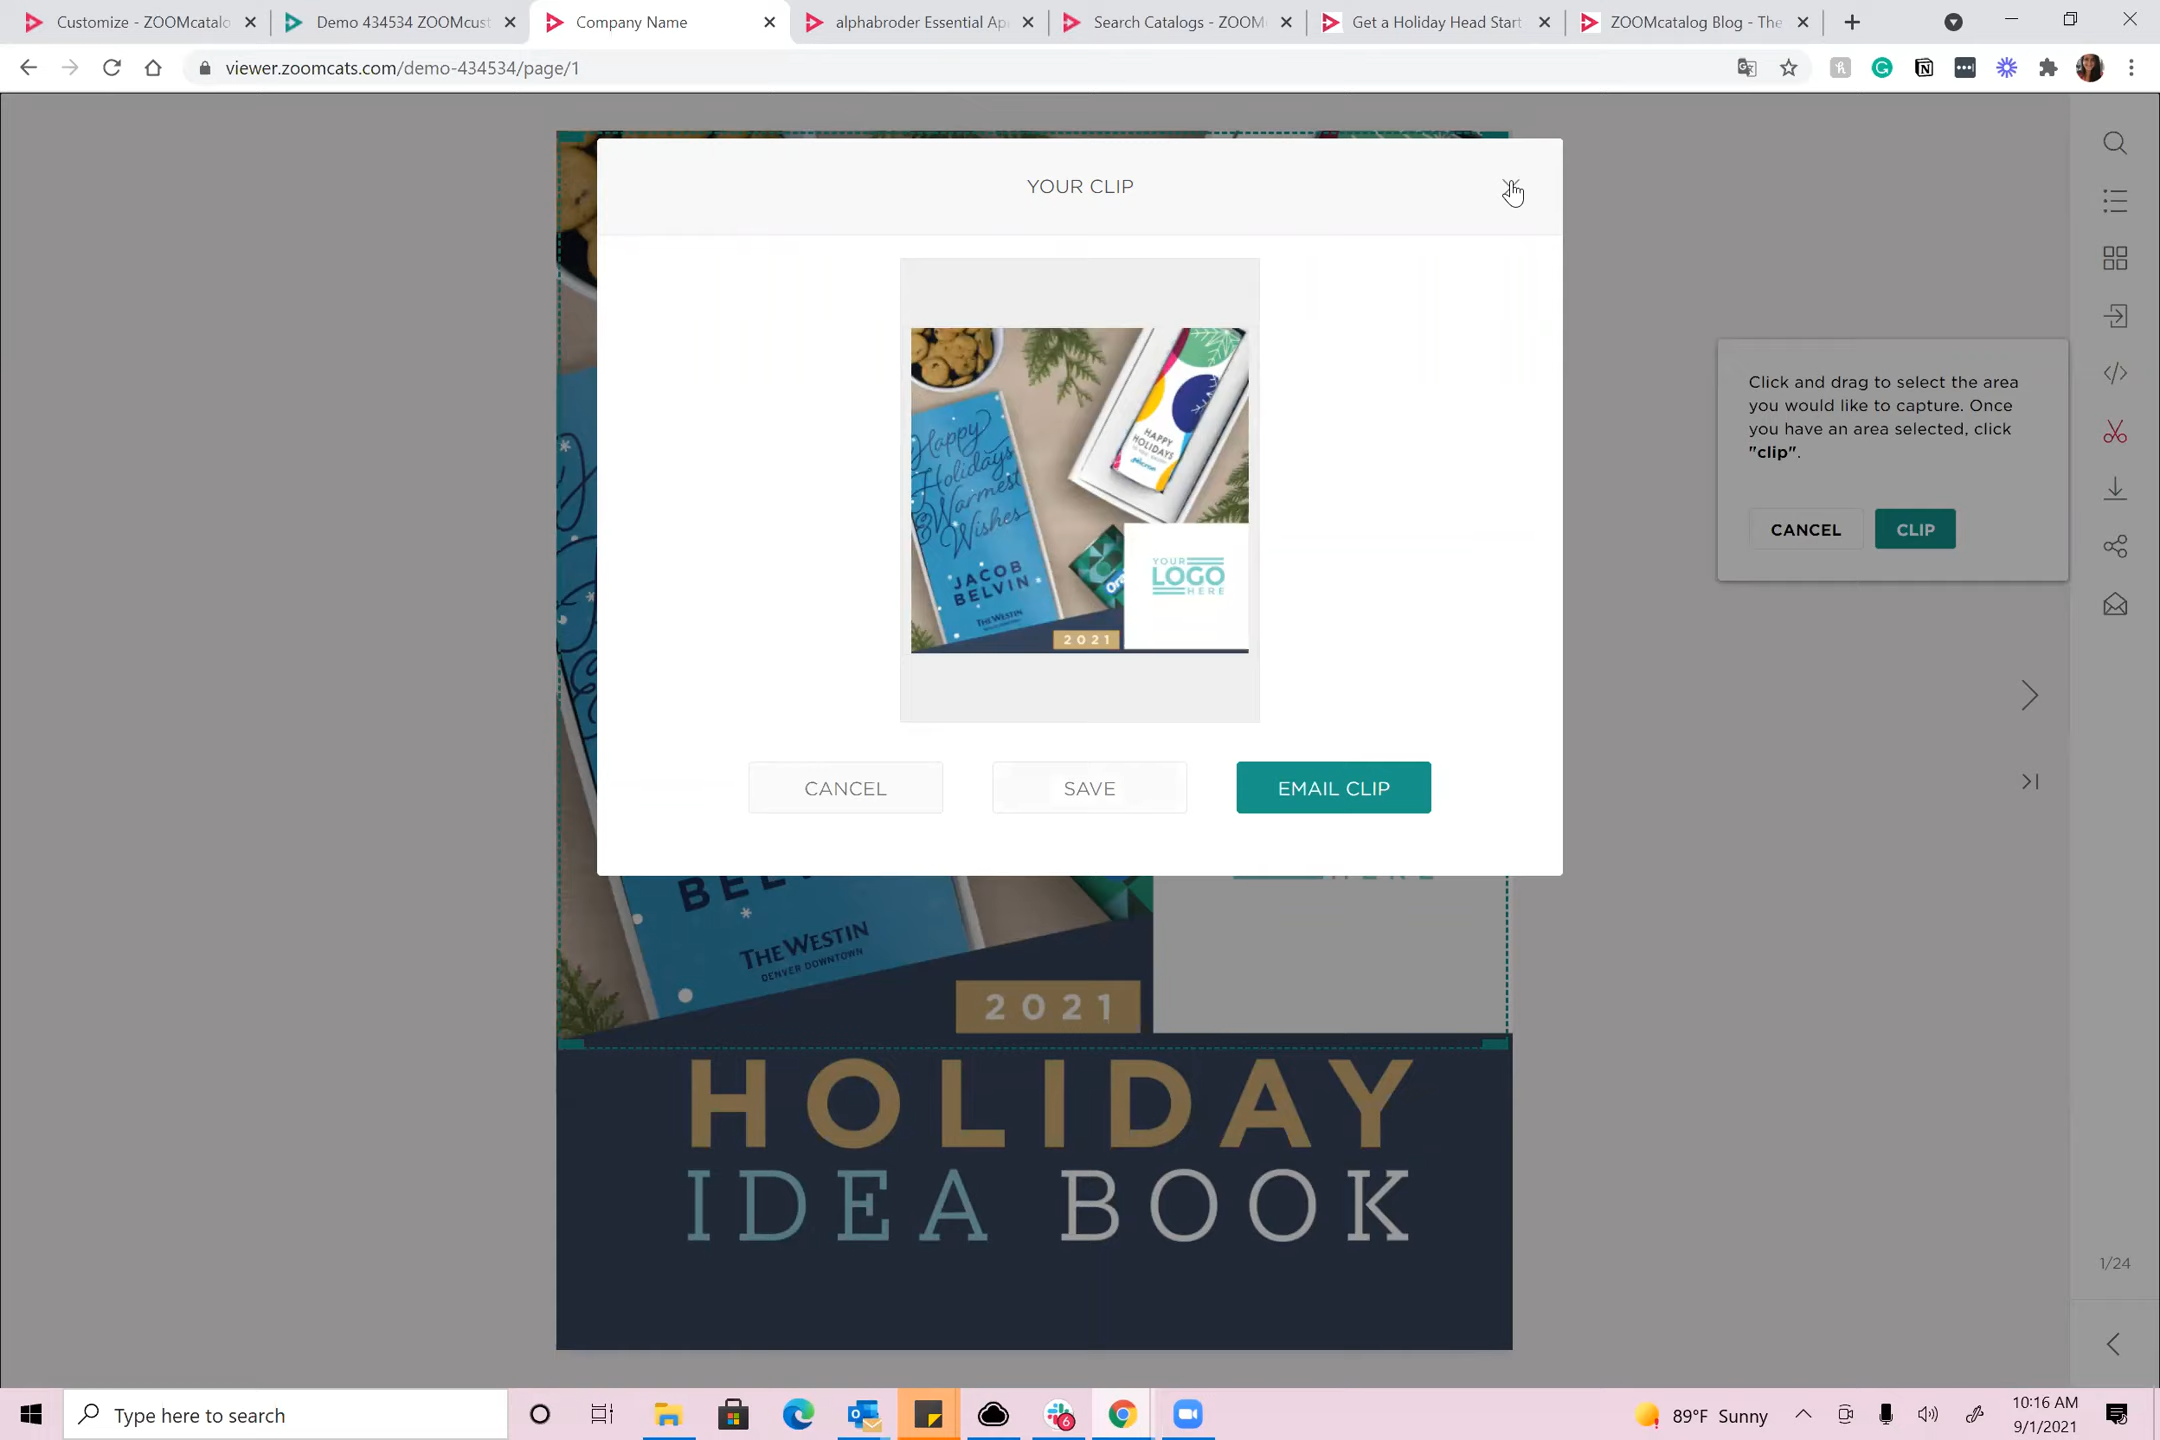 Customize - ZOOMcatalo
Demo 434534 ZOOMcust
Company Name
alphabroder Essential Ap
Search Catalogs - ZOOM
Get a Holiday Head Start
ZOOMcatalog Blog - The
viewer.zoomcats.com/demo-434534/page/1
YOUR CLIP
HAPPY
HOLIDAYS
Happy
Holidays
Warmest
Wishes
JACOB
BELVIN
THE WESTIN
YOUR
LOGO
HERE
2021
CANCEL
SAVE
EMAIL CLIP
Click and drag to select the area
you would like to capture. Once
you have an area selected, click
"clip".
CANCEL
CLIP
THE WESTIN
DENVER DOWNTOWN
2021
HOLIDAY
IDEA BOOK
1/24
Type here to search
6
89°F Sunny
10:16 AM
9/1/2021